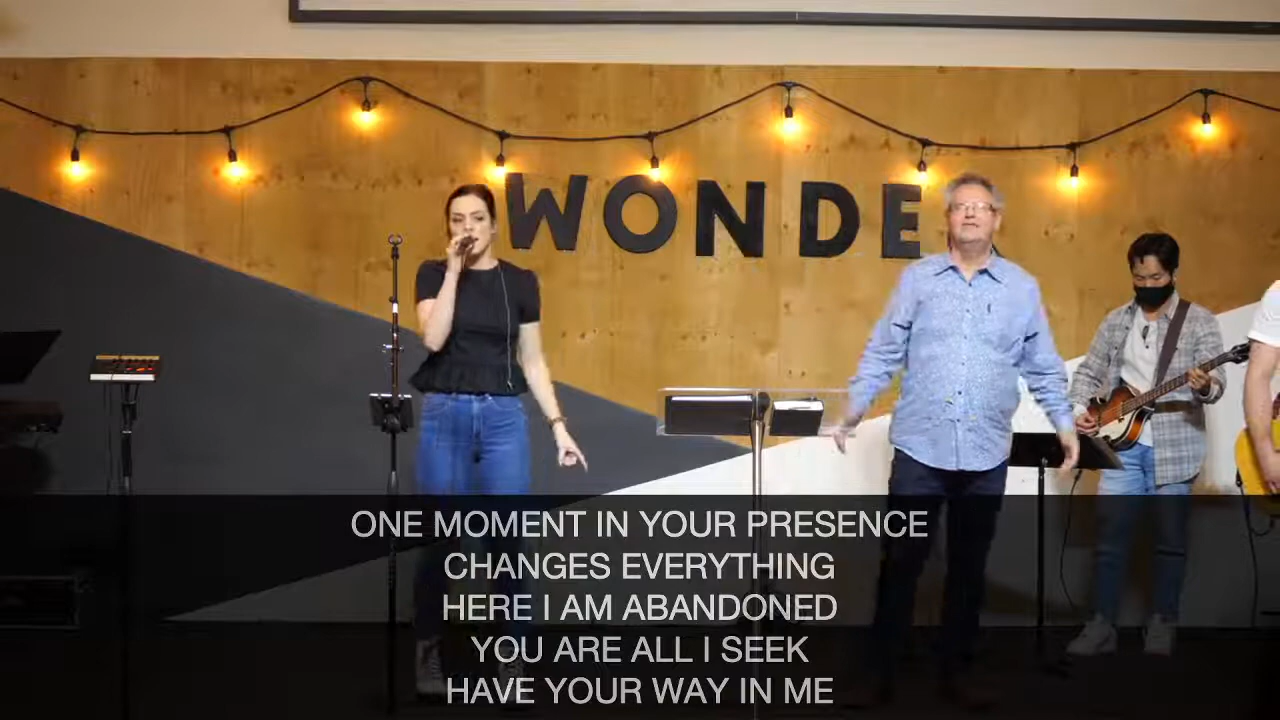 WONDE
ONE MOMENT IN YOUR PRESENCE
CHANGES EVERYTHING
HERE I AM ABANDONED
YOU ARE ALL I SEEK
HAVE YOUR WAY IN ME